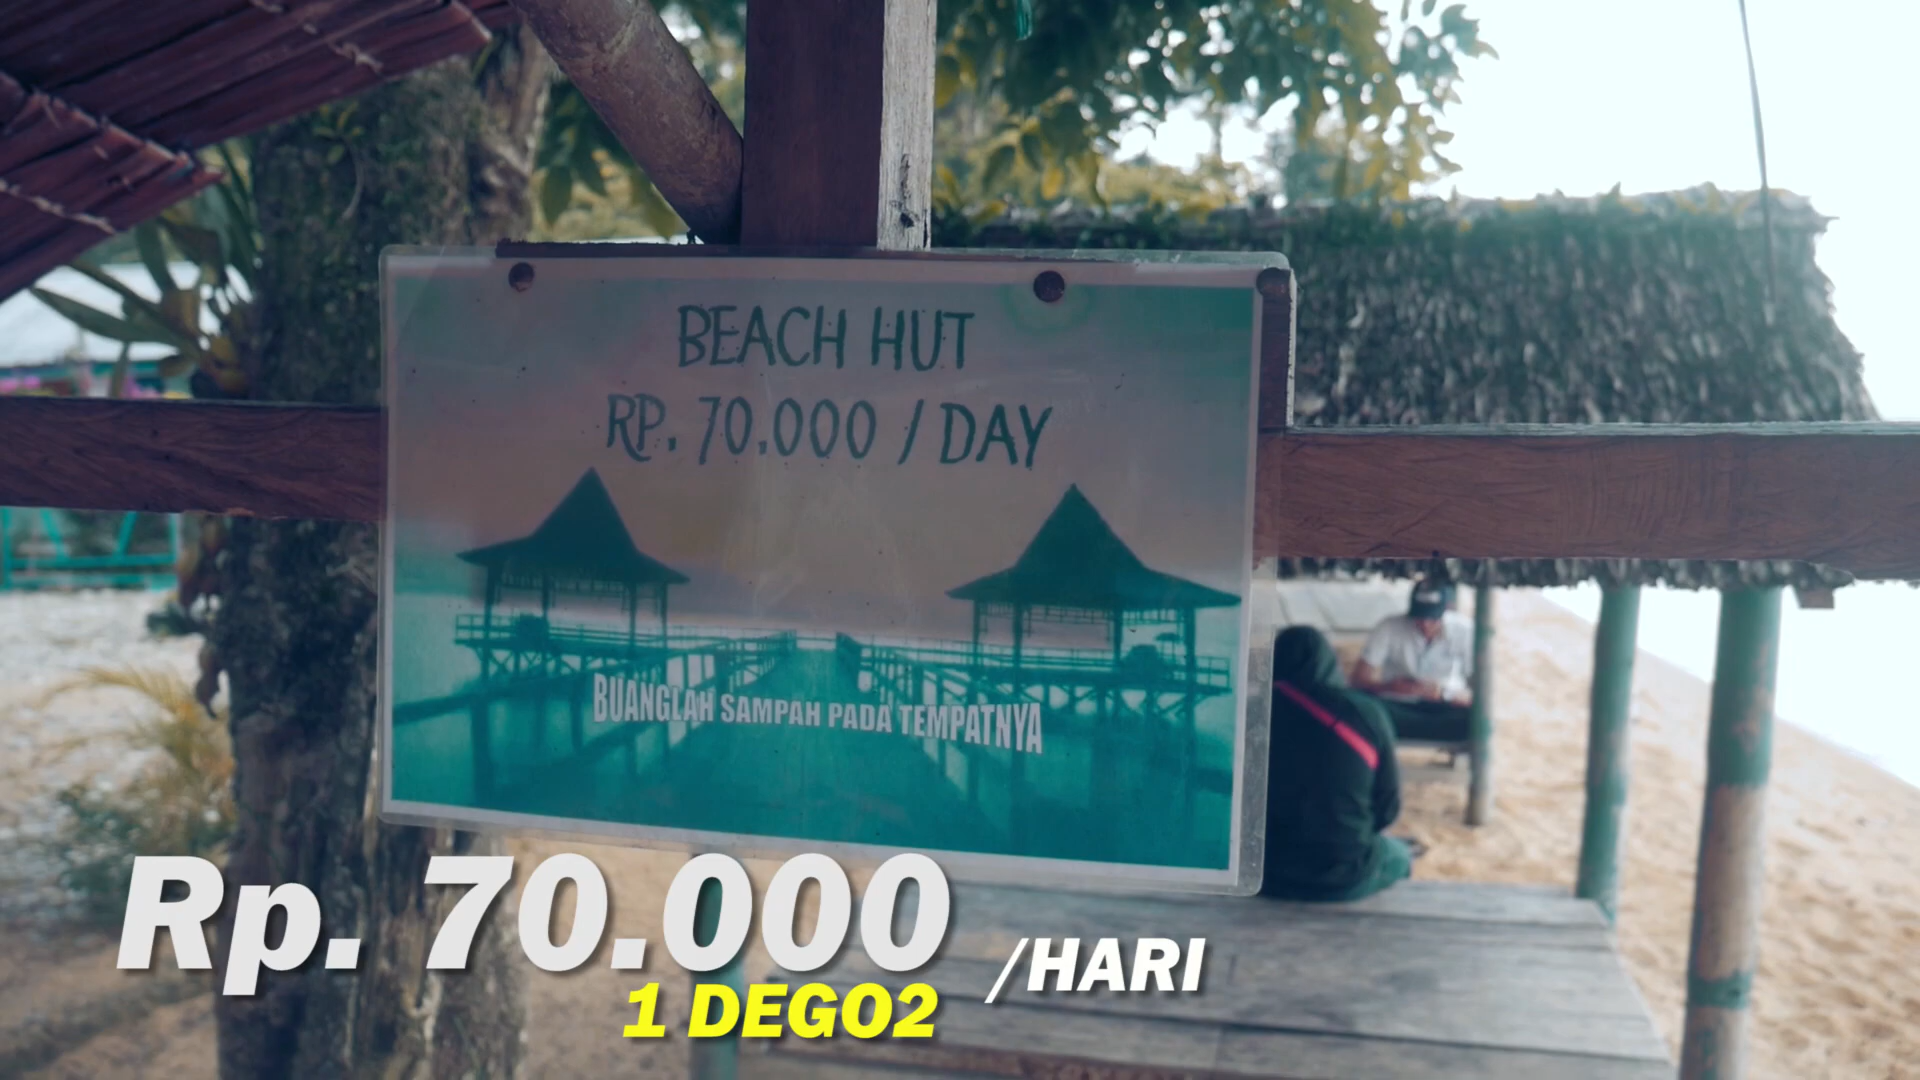 BEACH HUT
RP. 70.000 / DAY
BUANGLAH SAMPAH PADA TEMPATNYA
Rp. 70.000 /HARI
1 DEGO2